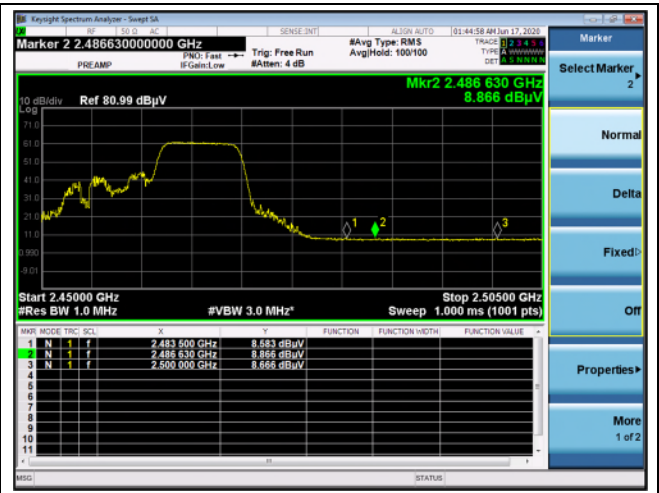 Keysight Spectrum Analyzer - Swept SA
RF 50 Ω AC SENSE:INT ALIGN AUTO 01:44:58 AM Jun 17, 2020
Marker 2 2.486630000000 GHz
PREAMP
PNO: Fast
IFGain:Low
Trig: Free Run
#Atten: 4 dB
#Avg Type: RMS
Avg|Hold: 100/100
TRACE 1 2 3 4 5 6
TYPE A WWWWW
DET A S N N N N
Mkr2 2.486 630 GHz
8.866 dBµV
10 dB/div Ref 80.99 dBµV
Log
71.0
61.0
51.0
41.0
31.0
21.0
11.0
0.990
-9.01
1
2
3
Start 2.45000 GHz Stop 2.50500 GHz
#Res BW 1.0 MHz #VBW 3.0 MHz* Sweep 1.000 ms (1001 pts)
MKR MODE TRC SCL X Y FUNCTION FUNCTION WIDTH FUNCTION VALUE
1 N 1 f 2.483 500 GHz 8.583 dBuV
2 N 1 f 2.486 630 GHz 8.866 dBuV
3 N 1 f 2.500 000 GHz 8.666 dBuV
4
5
6
7
8
9
10
11
MSG STATUS
Marker
Select Marker
2
Normal
Delta
Fixed
Off
Properties
More
1 of 2